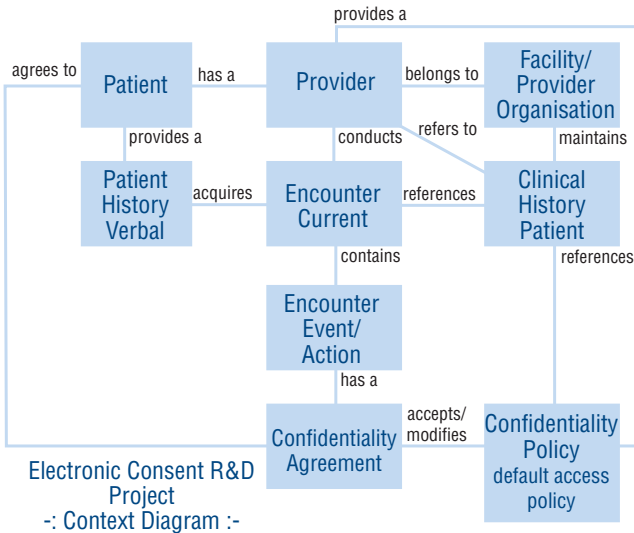 provides a
agrees to
Patient
has a
Provider
belongs to
Facility/
Provider
Organisation
provides a
conducts
refers to
maintains
Patient
History
Verbal
acquires
Encounter
Current
references
Clinical
History
Patient
contains
references
Encounter
Event/
Action
has a
Confidentiality
Agreement
accepts/
modifies
Confidentiality
Policy
default access
policy
Electronic Consent R&D
Project
-: Context Diagram :-